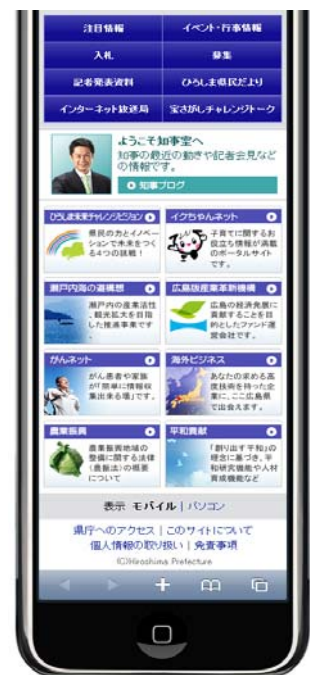 注目情報
イベント・行事情報
入札
募集
記者発表資料
ひろしま県民だより
インターネット放送局
宝さがしチャレンジトーク
ようこそ知事室へ
知事の最近の動きや記者会見など
の情報です。
知事ブログ
ひろしま未来チャレンジビジョン
県民の力とイノベー
ションで未来をつく
る4つの挑戦！
イクちゃんネット
子育てに関するお
役立ち情報が満載
のポータルサイト
です。
瀬戸内海の道構想
瀬戸内の産業活性
、観光拡大を目指
した推進事業です
。
広島版産業革新機構
広島の経済発展に
貢献することを目
的としたファンド運
営会社です。
がんネット
がん患者や家族
が「簡単に情報収
集出来る場」です。
海外ビジネス
あなたの求める高
度技術を持った企
業に、ここ広島県
で出会えます。
農業振興
農業振興地域の
整備に関する法律
（農振法）の概要
について
平和貢献
「創り出す平和」の
理念に基づき、平
和研究機能や人材
育成機能など
表示 モバイル | パソコン
県庁へのアクセス | このサイトについて
個人情報の取り扱い | 免責事項
(C)Hiroshima Prefecture